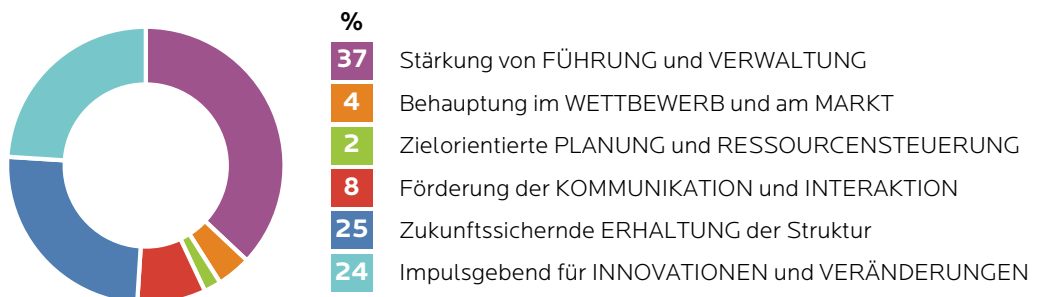 %
37 Stärkung von FÜHRUNG und VERWALTUNG
4 Behauptung im WETTBEWERB und am MARKT
2 Zielorientierte PLANUNG und RESSOURCENSTEUERUNG
8 Förderung der KOMMUNIKATION und INTERAKTION
25 Zukunftssichernde ERHALTUNG der Struktur
24 Impulsgebend für INNOVATIONEN und VERÄNDERUNGEN